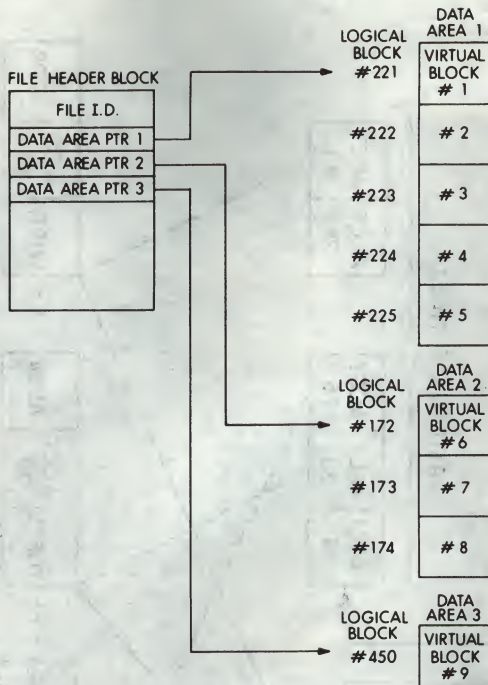 FILE HEADER BLOCK
FILE I.D.
DATA AREA PTR 1
DATA AREA PTR 2
DATA AREA PTR 3
LOGICAL
BLOCK
#221
#222
#223
#224
#225
DATA
AREA 1
VIRTUAL
BLOCK
# 1
# 2
# 3
# 4
# 5
LOGICAL
BLOCK
#172
#173
#174
DATA
AREA 2
VIRTUAL
BLOCK
#6
# 7
# 8
LOGICAL
BLOCK
#450
DATA
AREA 3
VIRTUAL
BLOCK
#9